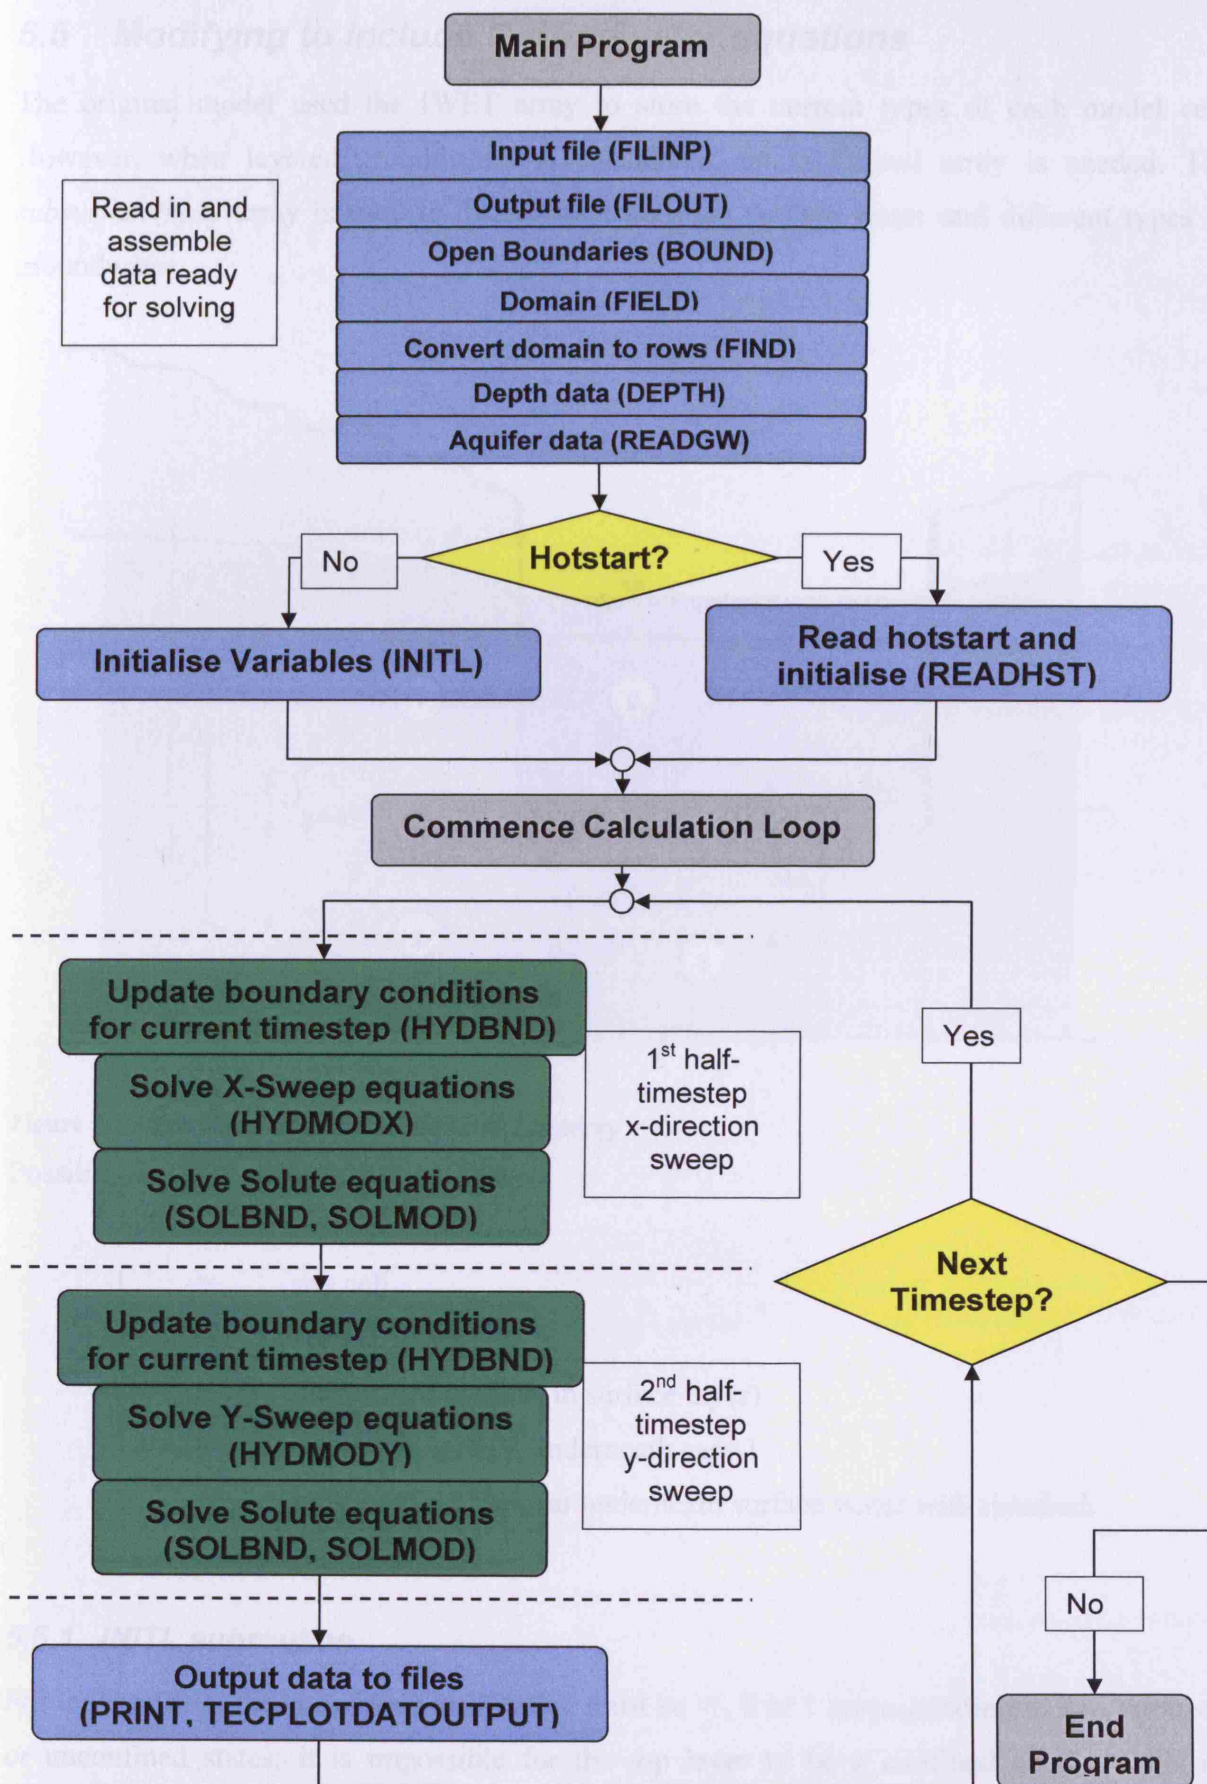 Main Program
Input file (FILINP)
Output file (FILOUT)
Open Boundaries (BOUND)
Domain (FIELD)
Convert domain to rows (FIND)
Depth data (DEPTH)
Aquifer data (READGW)
Read in and
assemble
data ready
for solving
Hotstart?
No
Yes
Initialise Variables (INITL)
Read hotstart and
initialise (READHST)
Commence Calculation Loop
Update boundary conditions
for current timestep (HYDBND)
Solve X-Sweep equations
(HYDMODX)
Solve Solute equations
(SOLBND, SOLMOD)
1st half-
timestep
x-direction
sweep
Yes
Next
Timestep?
Update boundary conditions
for current timestep (HYDBND)
Solve Y-Sweep equations
(HYDMODY)
Solve Solute equations
(SOLBND, SOLMOD)
2nd half-
timestep
y-direction
sweep
No
Output data to files
(PRINT, TECPLOTDATOUTPUT)
End
Program